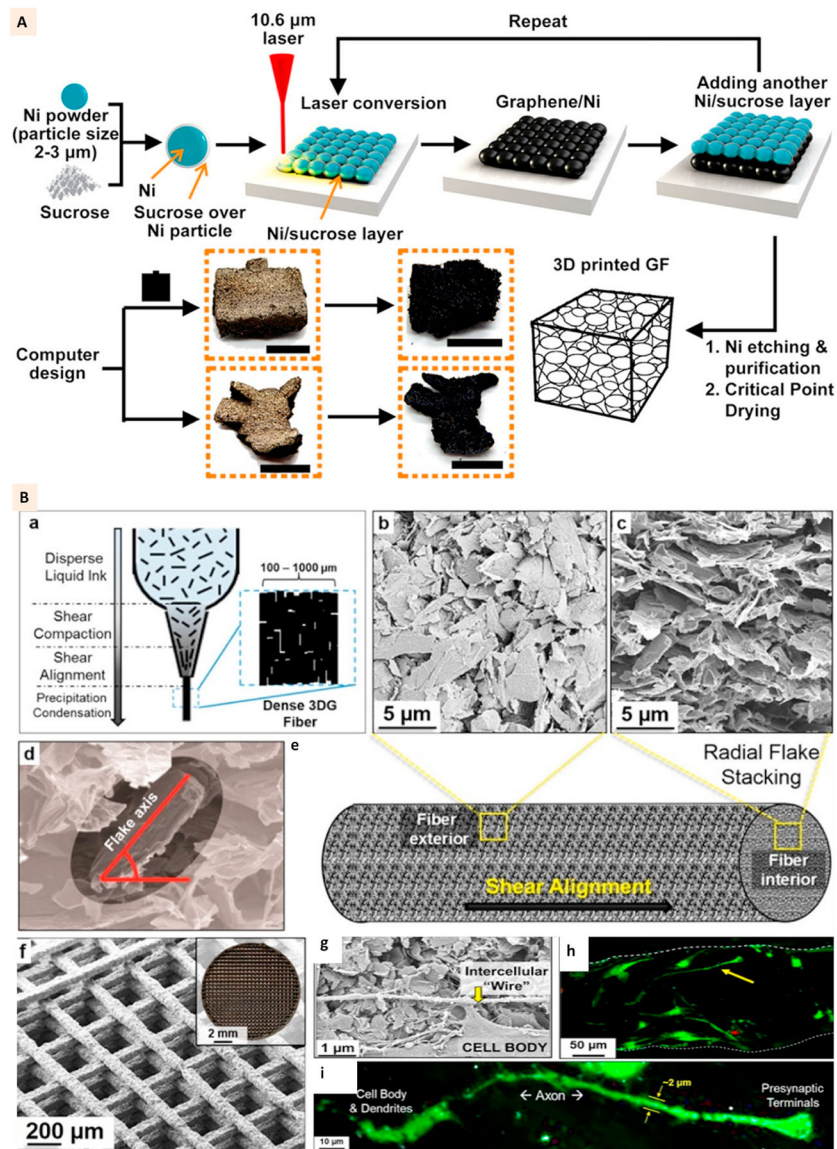 A
10.6 µm
laser
Repeat
Ni powder
(particle size
2-3 µm)
Sucrose
Ni
Sucrose over
Ni particle
Laser conversion
Ni/sucrose layer
Graphene/Ni
Adding another
Ni/sucrose layer
Computer
design
3D printed GF
1. Ni etching &
purification
2. Critical Point
Drying
B
a
Disperse
Liquid Ink
Shear
Compaction
Shear
Alignment
Precipitation
Condensation
100 – 1000 µm
Dense 3DG
Fiber
b
5 µm
c
5 µm
d
Flake axis
e
Radial Flake
Stacking
Fiber
exterior
Fiber
interior
Shear Alignment
f
2 mm
200 µm
g
Intercellular
"Wire"
CELL BODY
1 µm
h
50 µm
i
Cell Body
& Dendrites
← Axon →
~2 µm
Presynaptic
Terminals
10 µm